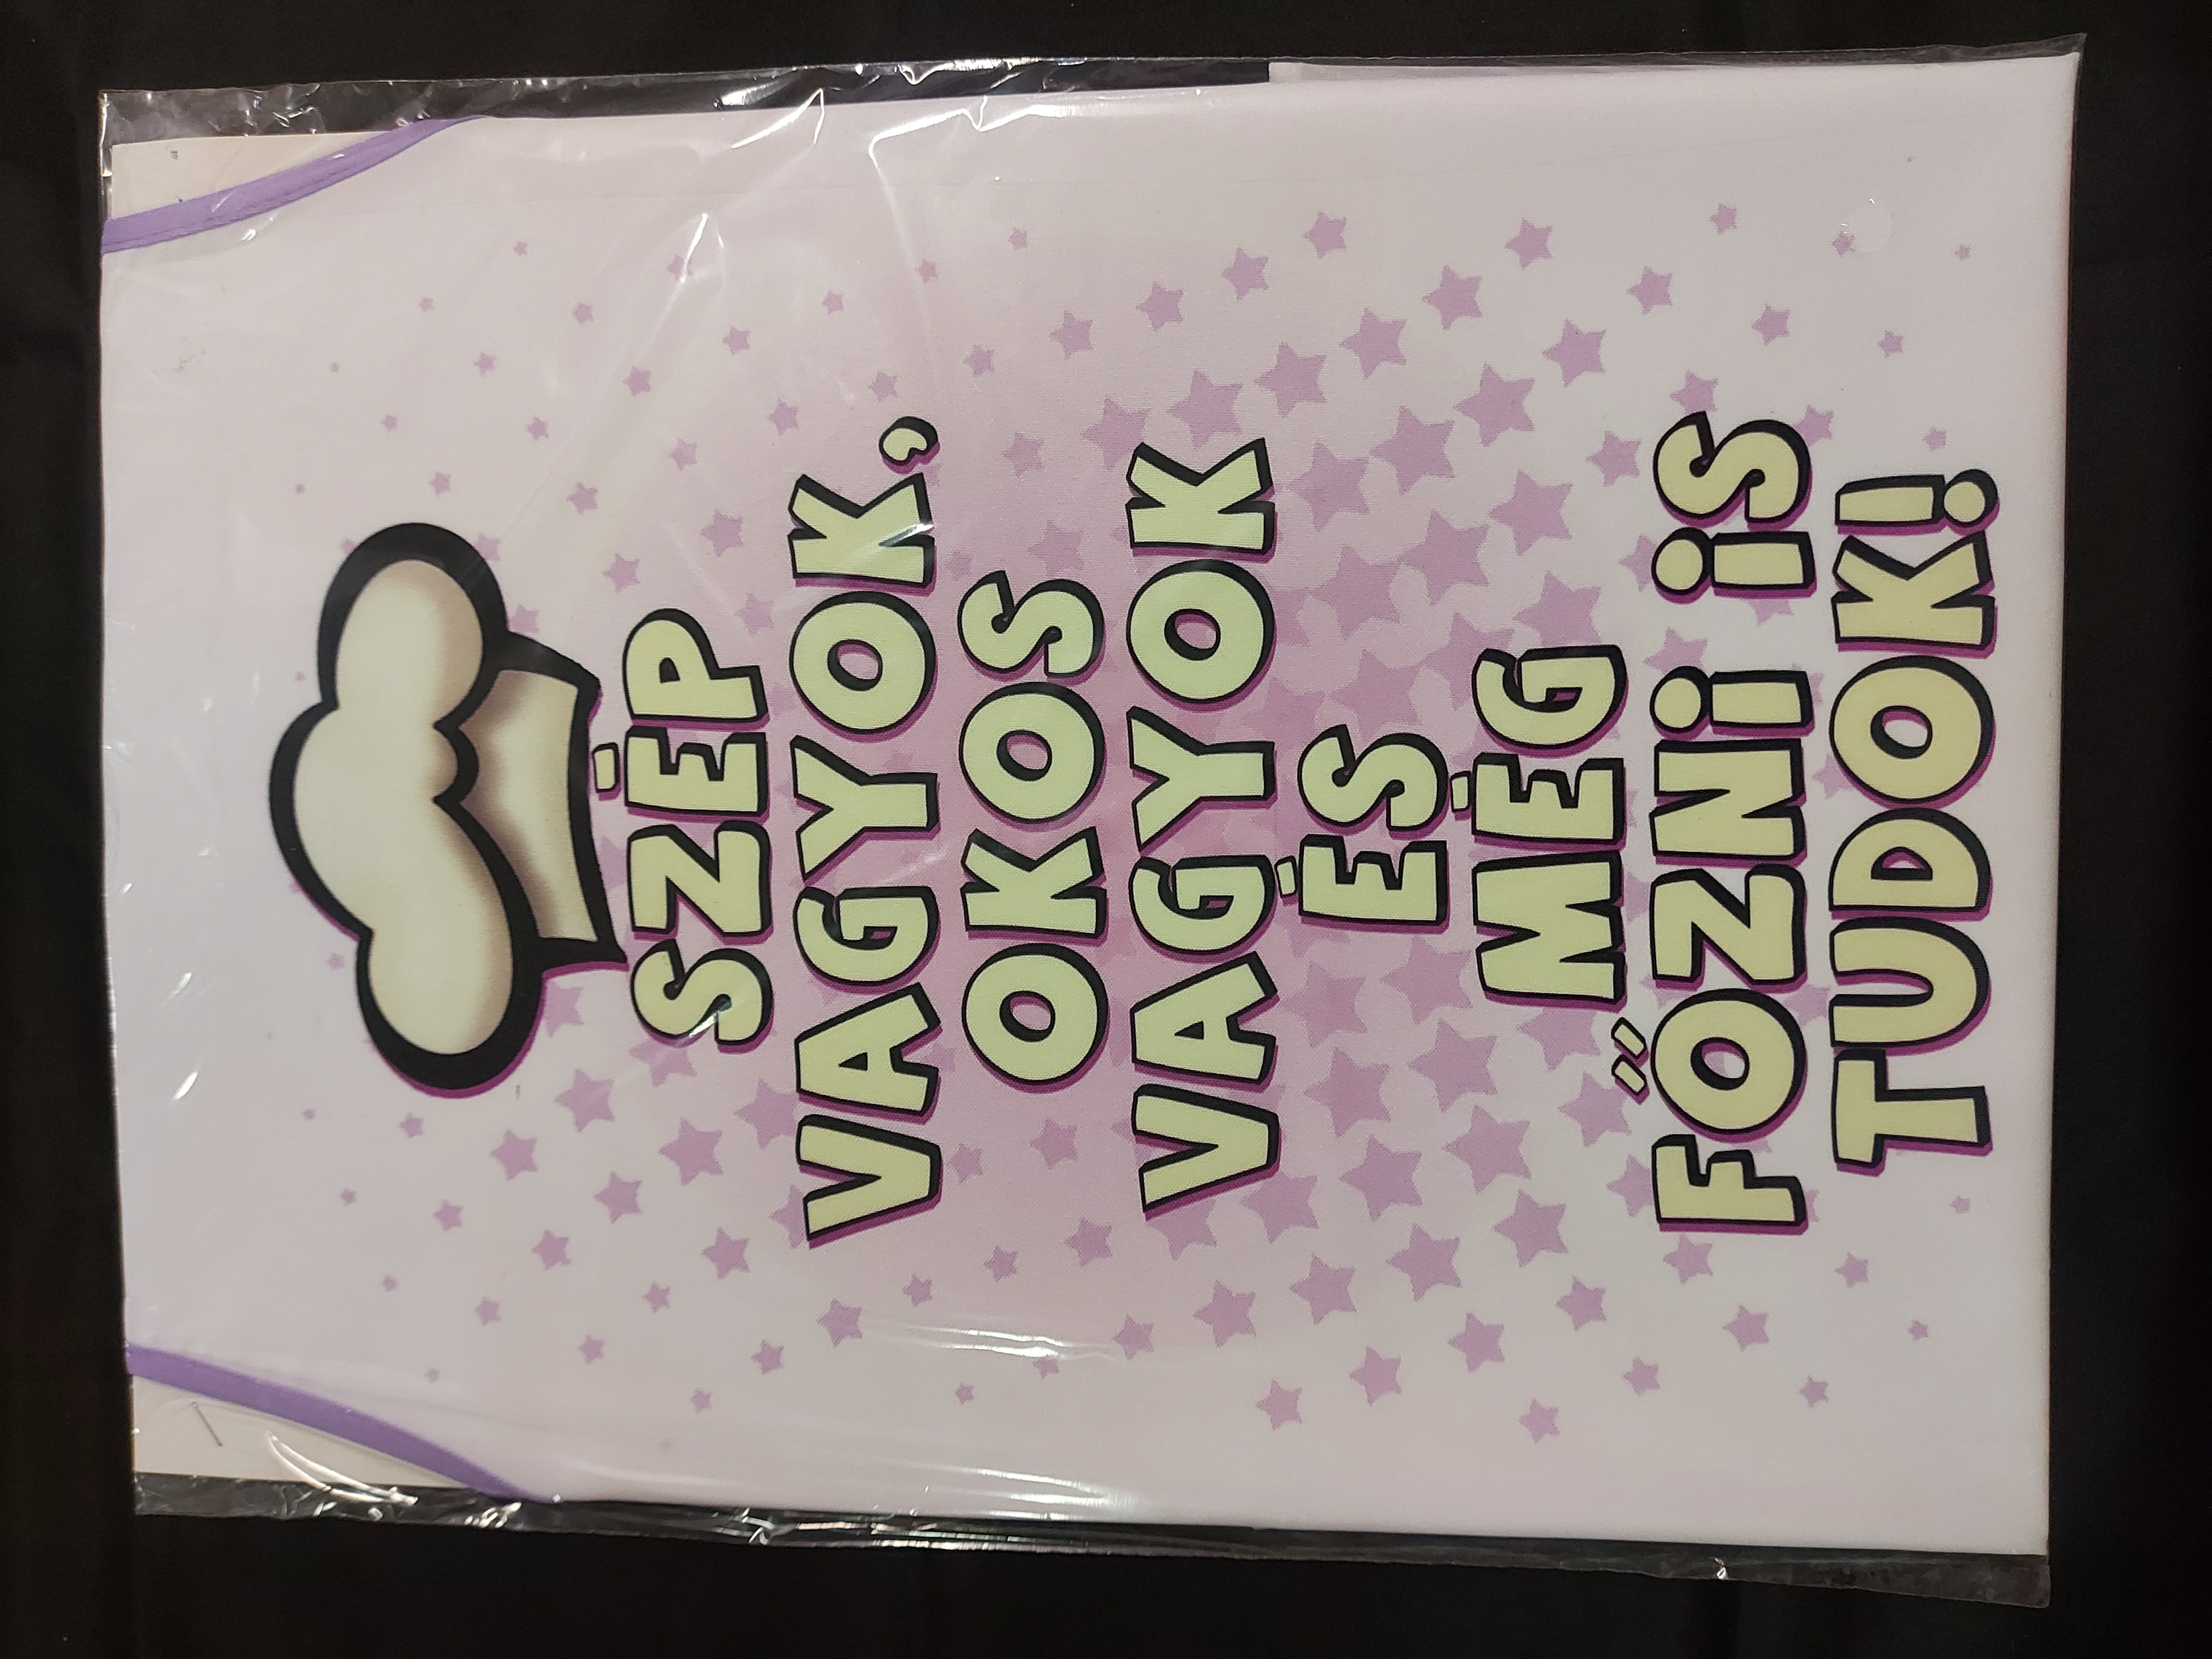 SZÉP
VAGYOK,
OKOS
VAGYOK
ÉS
MÉG
FŐZNi iS
TUDOK!